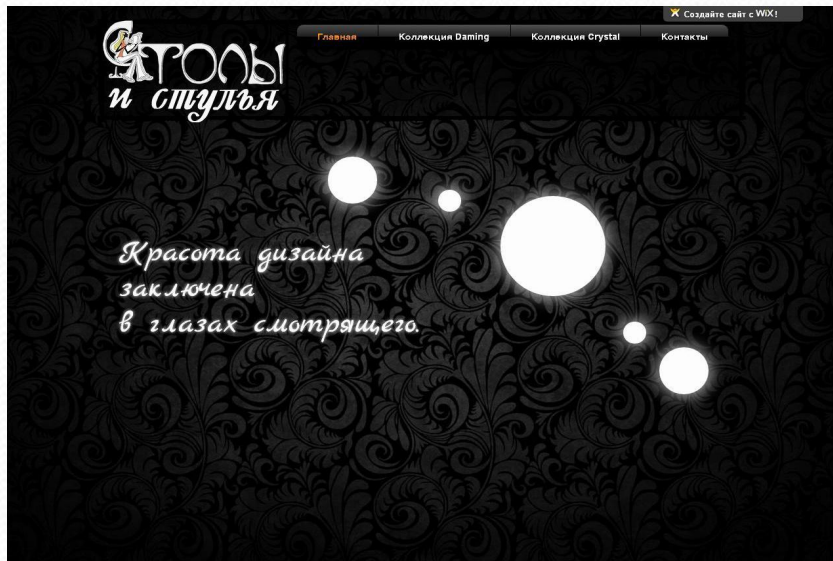 Создайте сайт с WiX!
Столы
и стулья
Главная
Коллекция Daming
Коллекция Crystal
Контакты
Красота дизайна
заключена
в глазах смотрящего.